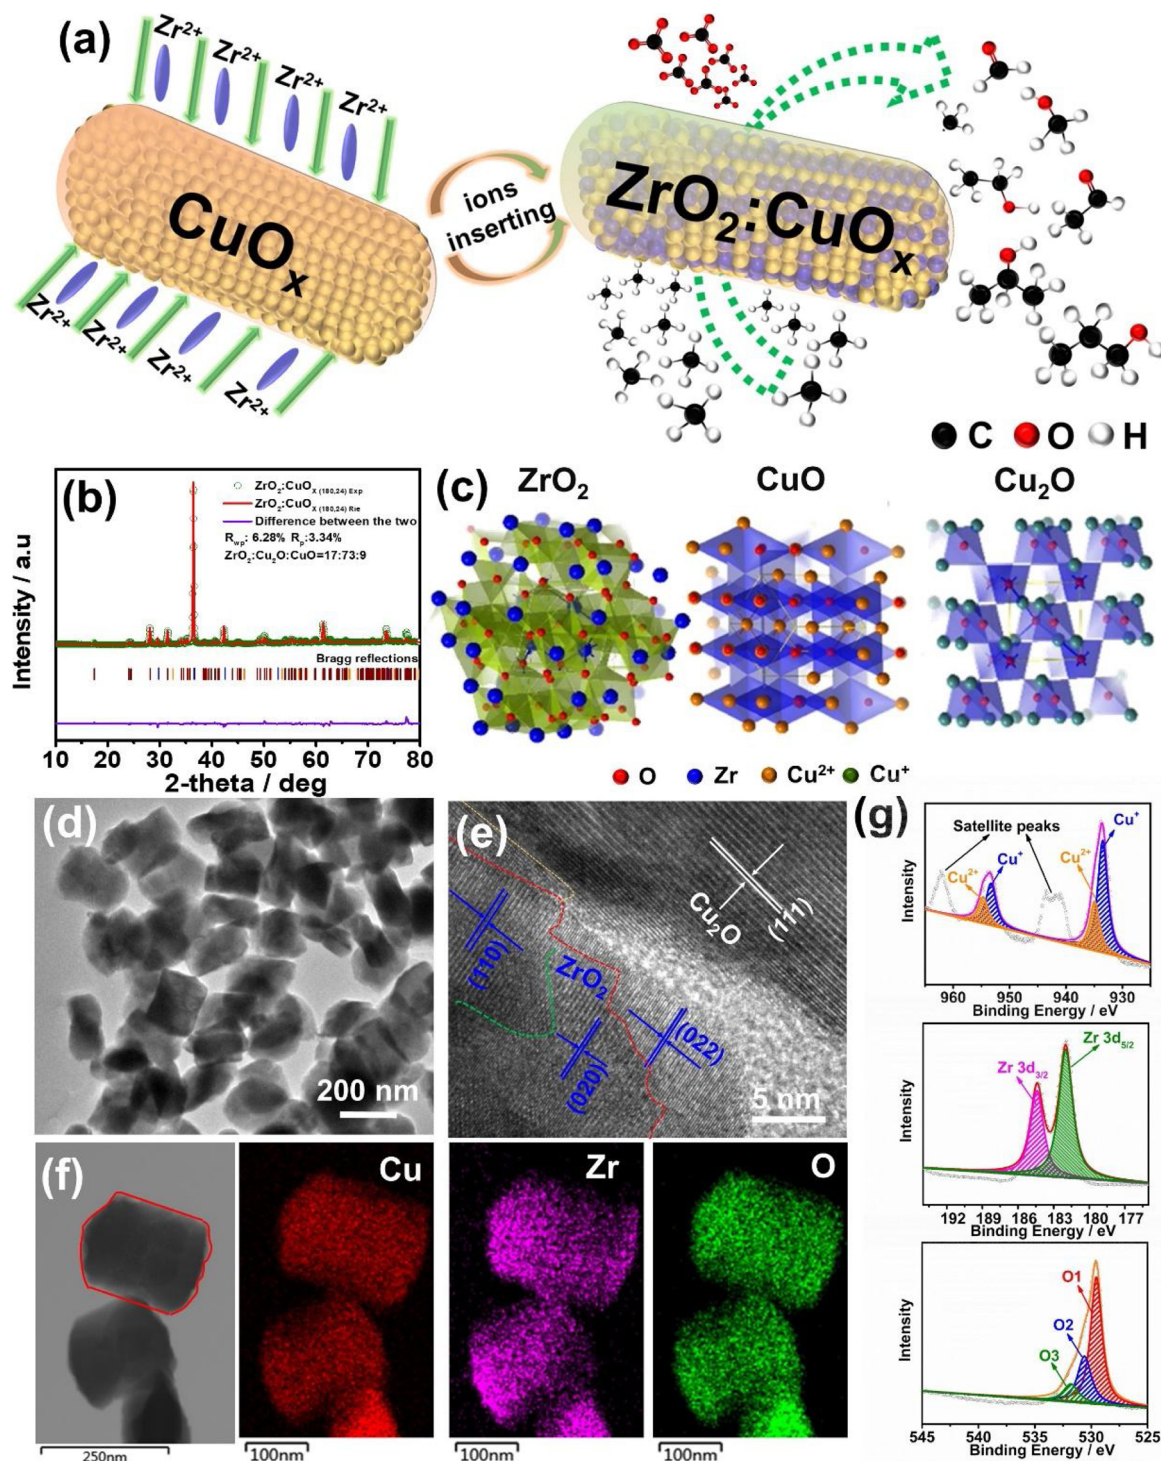 (a)
Zr2+
Zr2+
Zr2+
Zr2+
CuOx
Zr2+
Zr2+
Zr2+
Zr2+
ions
inserting
ZrO2:CuOx
C O H
(b)
ZrO2:CuOX (180,24) Exp
ZrO2:CuOX (180,24) Rie
Difference between the two
Rwp: 6.28% Rp:3.34%
ZrO2:Cu2O:CuO=17:73:9
Bragg reflections
Intensity / a.u
10 20 30 40 50 60 70 80
2-theta / deg
(c)
ZrO2 CuO Cu2O
O Zr Cu2+ Cu+
(d)
200 nm
(e)
Cu2O
(111)
(110)
ZrO2
(020)
(022)
5 nm
(f)
250nm
Cu
100nm
Zr
100nm
O
100nm
(g)
Satellite peaks
Cu+
Cu2+
Cu2+
Cu+
Intensity
960 950 940 930
Binding Energy / eV
Zr 3d5/2
Zr 3d3/2
Intensity
192 189 186 183 180 177
Binding Energy / eV
O1
O2
O3
Intensity
545 540 535 530 525
Binding Energy / eV